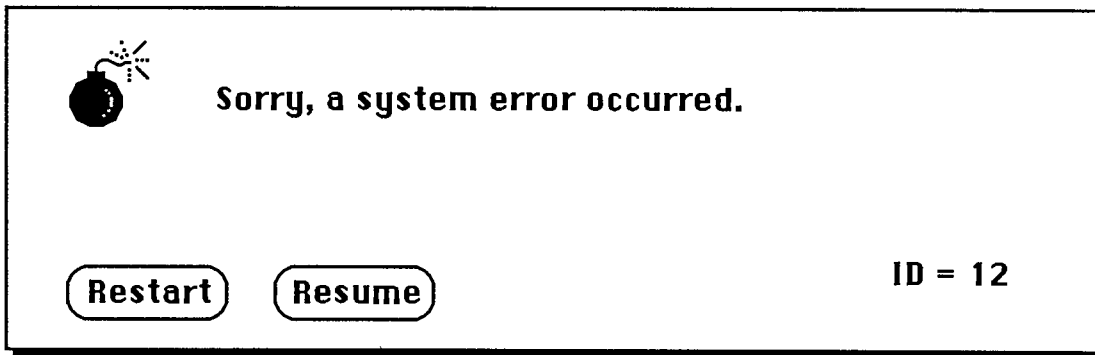 Sorry, a system error occurred.
Restart Resume ID = 12